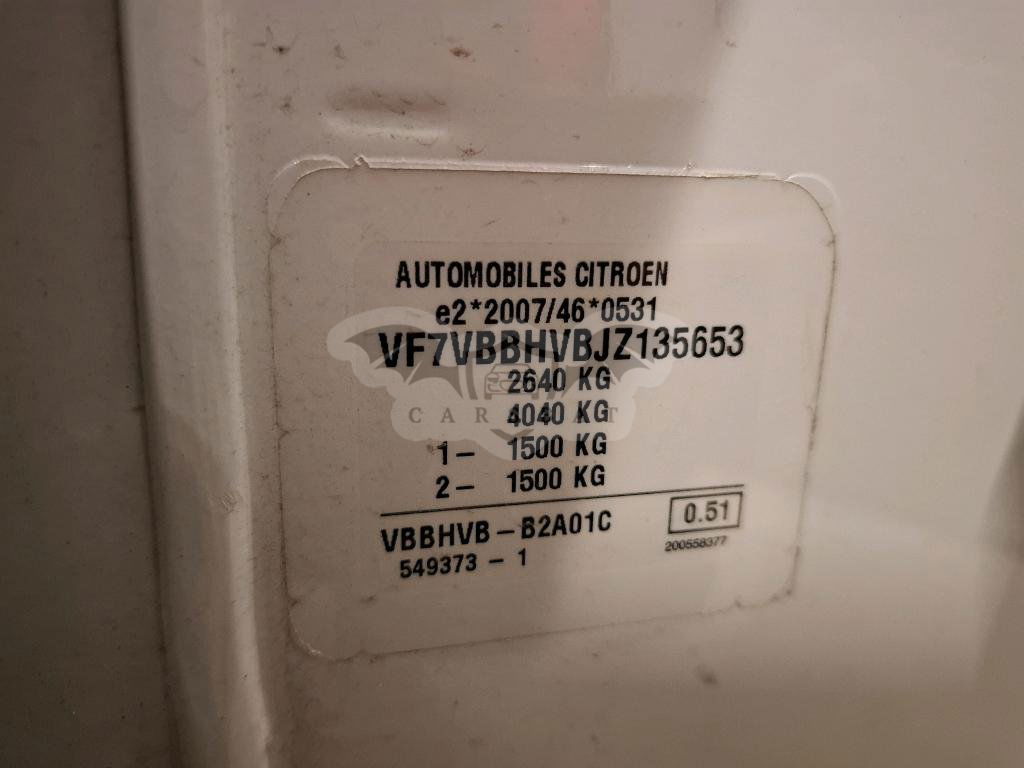 AUTOMOBILES CITROEN
e2*2007/46*0531
VF7VBBHVBJZ135653
2640 KG
CAR
T
4040 KG
1- 1500 KG
2- 1500 KG
VBBHVB-B2A01C
0.51
549373-1
200558377